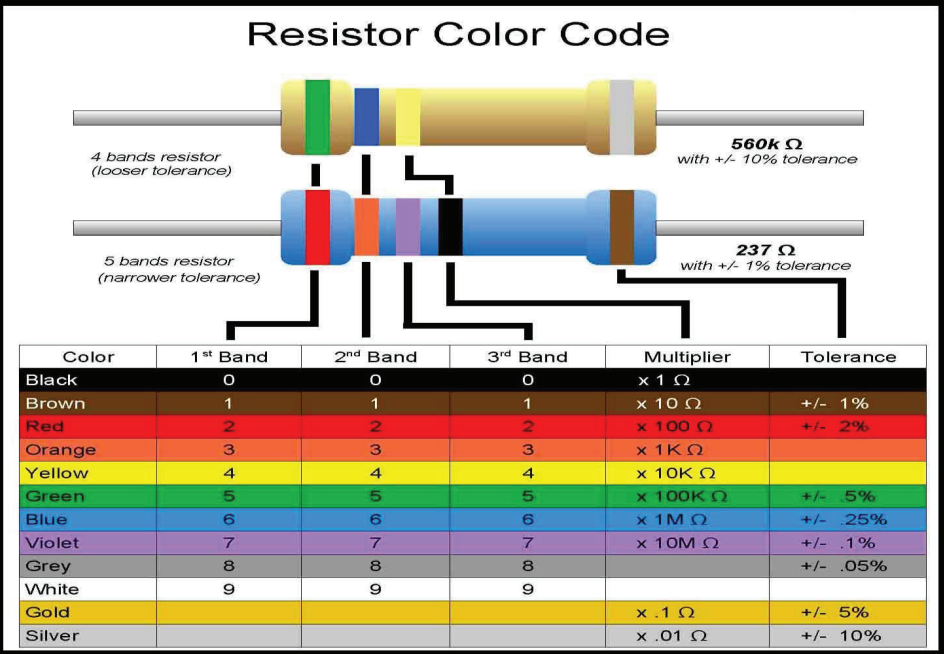 Resistor Color Code
4 bands resistor
(looser tolerance)
560k Ω
with +/- 10% tolerance
5 bands resistor
(narrower tolerance)
237 Ω
with +/- 1% tolerance
Color 1st Band 2nd Band 3rd Band Multiplier Tolerance
Black 0 0 0 x 1 Ω
Brown 1 1 1 x 10 Ω +/- 1%
Red 2 2 2 x 100 Ω +/- 2%
Orange 3 3 3 x 1K Ω
Yellow 4 4 4 x 10K Ω
Green 5 5 5 x 100K Ω +/- .5%
Blue 6 6 6 x 1M Ω +/- .25%
Violet 7 7 7 x 10M Ω +/- .1%
Grey 8 8 8 +/- .05%
White 9 9 9
Gold x .1 Ω +/- 5%
Silver x .01 Ω +/- 10%